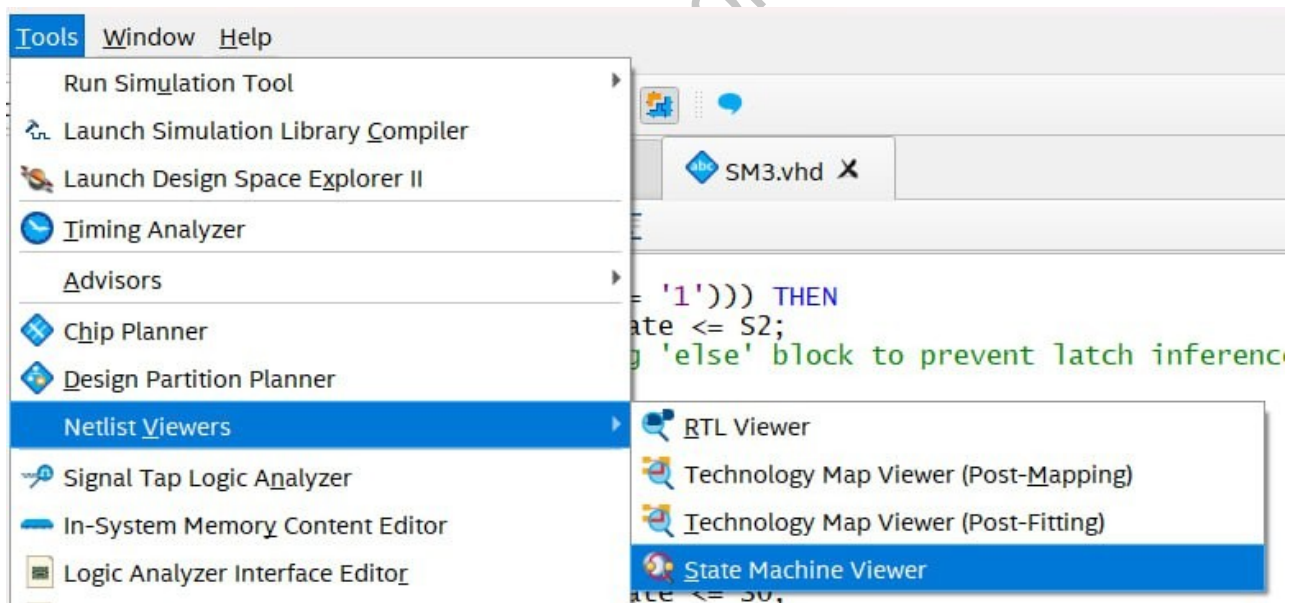 Tools Window Help
Run Simulation Tool
Launch Simulation Library Compiler
Launch Design Space Explorer II
Timing Analyzer
Advisors
Chip Planner
Design Partition Planner
Netlist Viewers
Signal Tap Logic Analyzer
In-System Memory Content Editor
Logic Analyzer Interface Editor
abc SM3.vhd
= '1'))) THEN
ate <= S2;
g 'else' block to prevent latch inferenc
RTL Viewer
Technology Map Viewer (Post-Mapping)
Technology Map Viewer (Post-Fitting)
State Machine Viewer
ate <= S0;